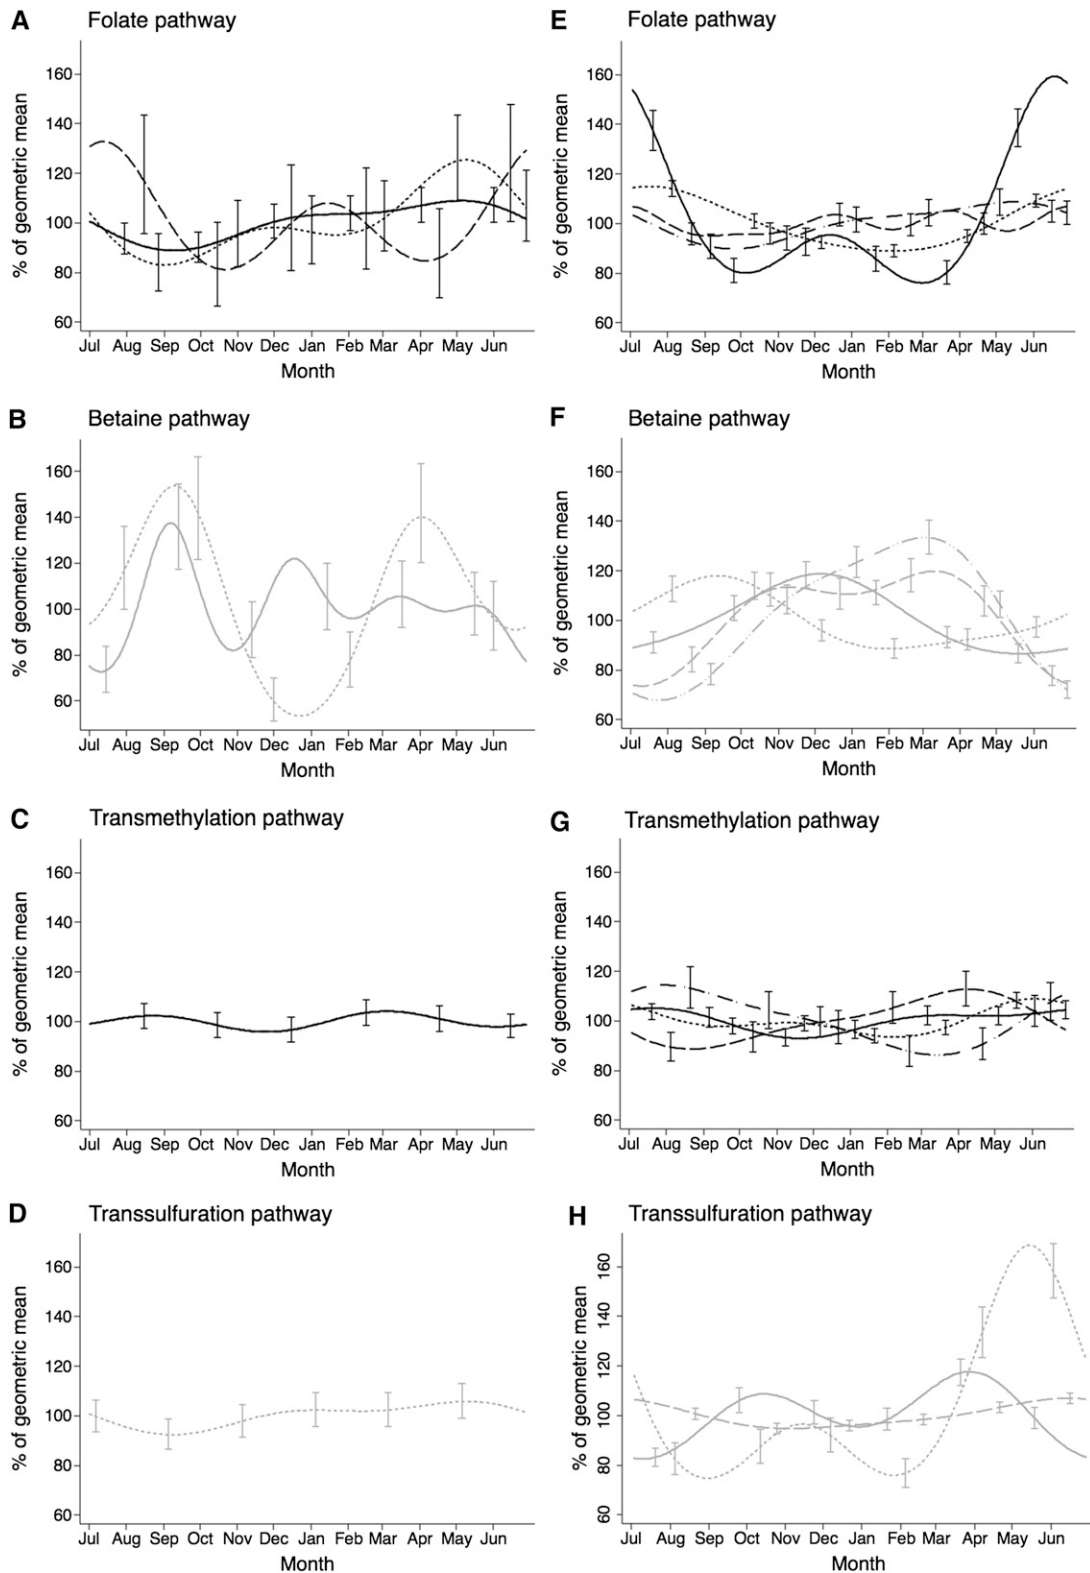 A Folate pathway
% of geometric mean
160
140
120
100
80
60
Jul Aug Sep Oct Nov Dec Jan Feb Mar Apr May Jun
Month
E Folate pathway
% of geometric mean
160
140
120
100
80
60
Jul Aug Sep Oct Nov Dec Jan Feb Mar Apr May Jun
Month
B Betaine pathway
% of geometric mean
160
140
120
100
80
60
Jul Aug Sep Oct Nov Dec Jan Feb Mar Apr May Jun
Month
F Betaine pathway
% of geometric mean
160
140
120
100
80
60
Jul Aug Sep Oct Nov Dec Jan Feb Mar Apr May Jun
Month
C Transmethylation pathway
% of geometric mean
160
140
120
100
80
60
Jul Aug Sep Oct Nov Dec Jan Feb Mar Apr May Jun
Month
G Transmethylation pathway
% of geometric mean
160
140
120
100
80
60
Jul Aug Sep Oct Nov Dec Jan Feb Mar Apr May Jun
Month
D Transsulfuration pathway
% of geometric mean
160
140
120
100
80
60
Jul Aug Sep Oct Nov Dec Jan Feb Mar Apr May Jun
Month
H Transsulfuration pathway
% of geometric mean
160
140
120
100
80
60
Jul Aug Sep Oct Nov Dec Jan Feb Mar Apr May Jun
Month